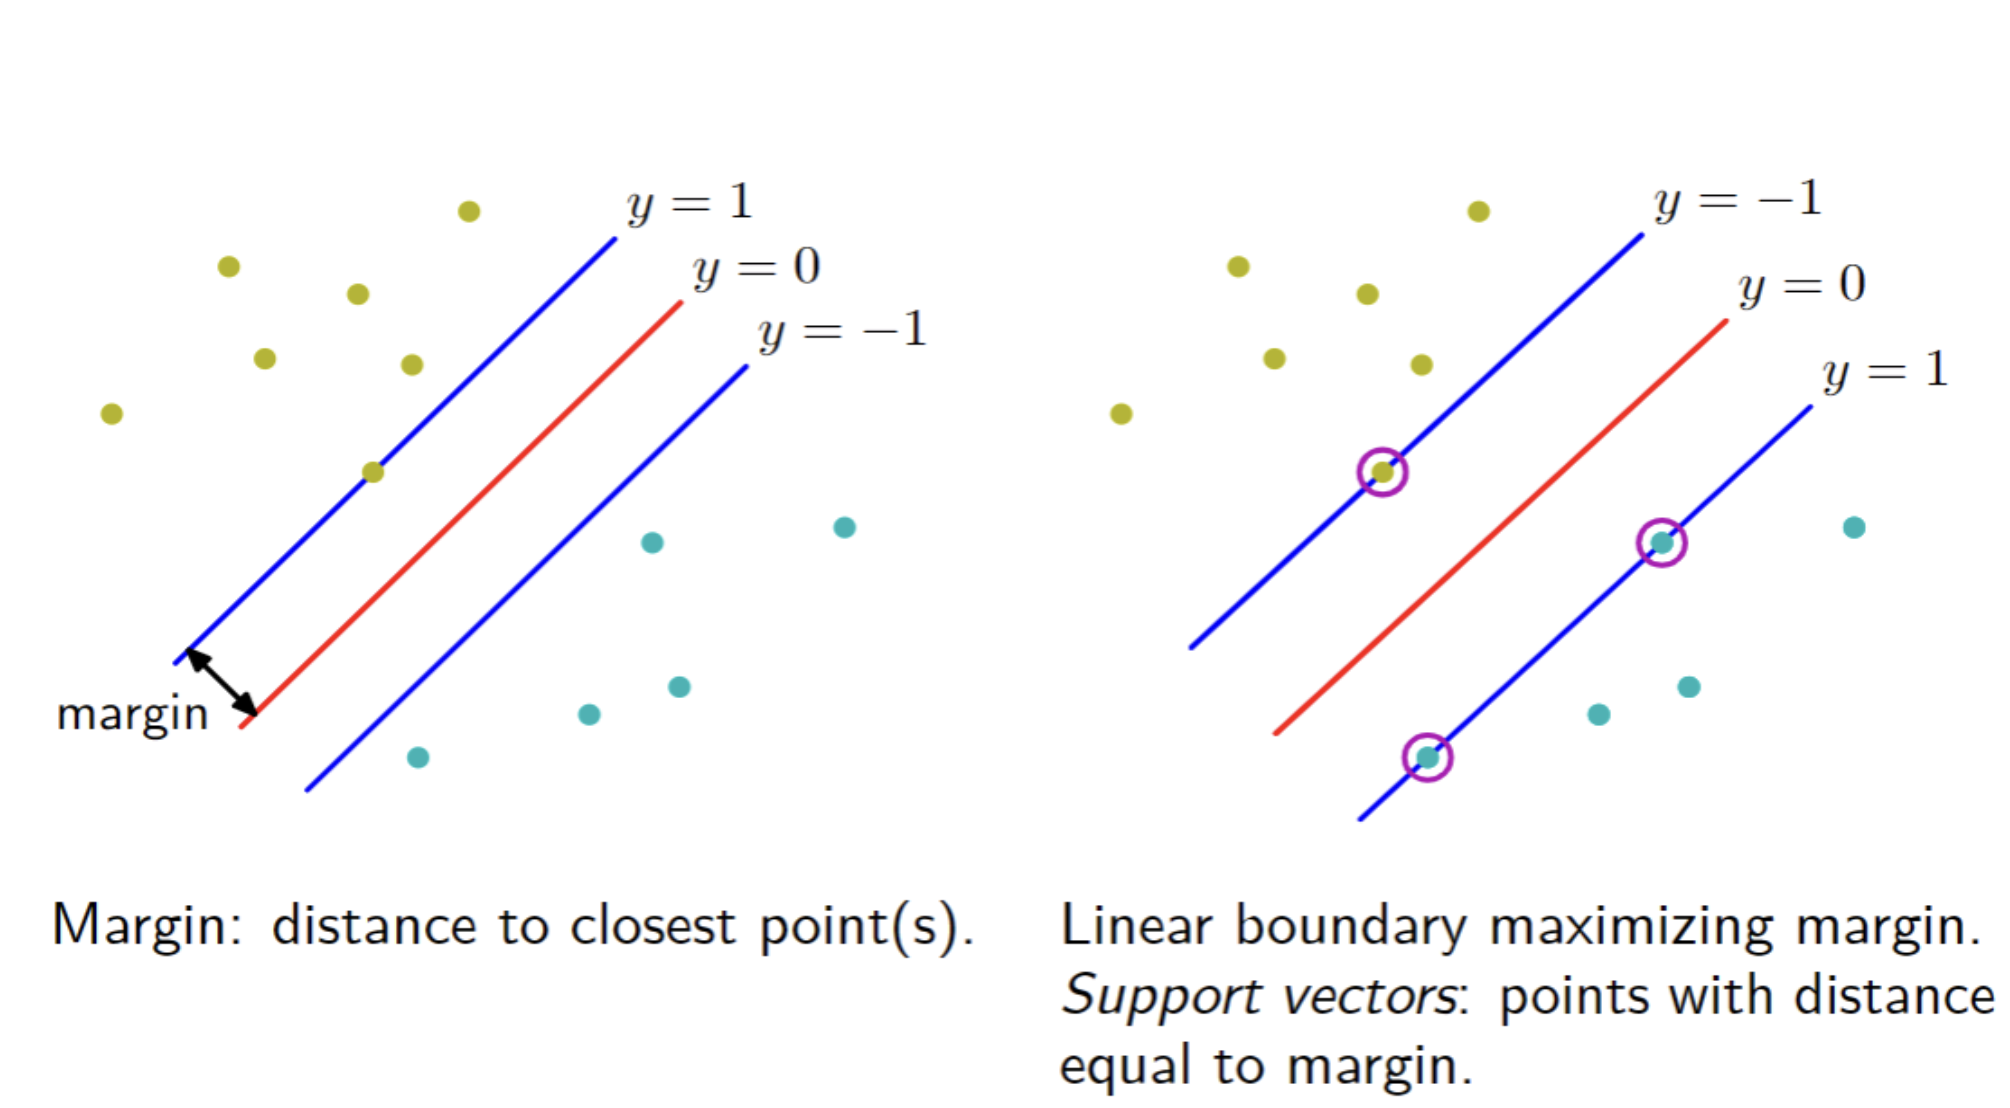 y = 1
y = 0
y = −1
margin
Margin: distance to closest point(s).
y = −1
y = 0
y = 1
Linear boundary maximizing margin.
Support vectors: points with distance
equal to margin.